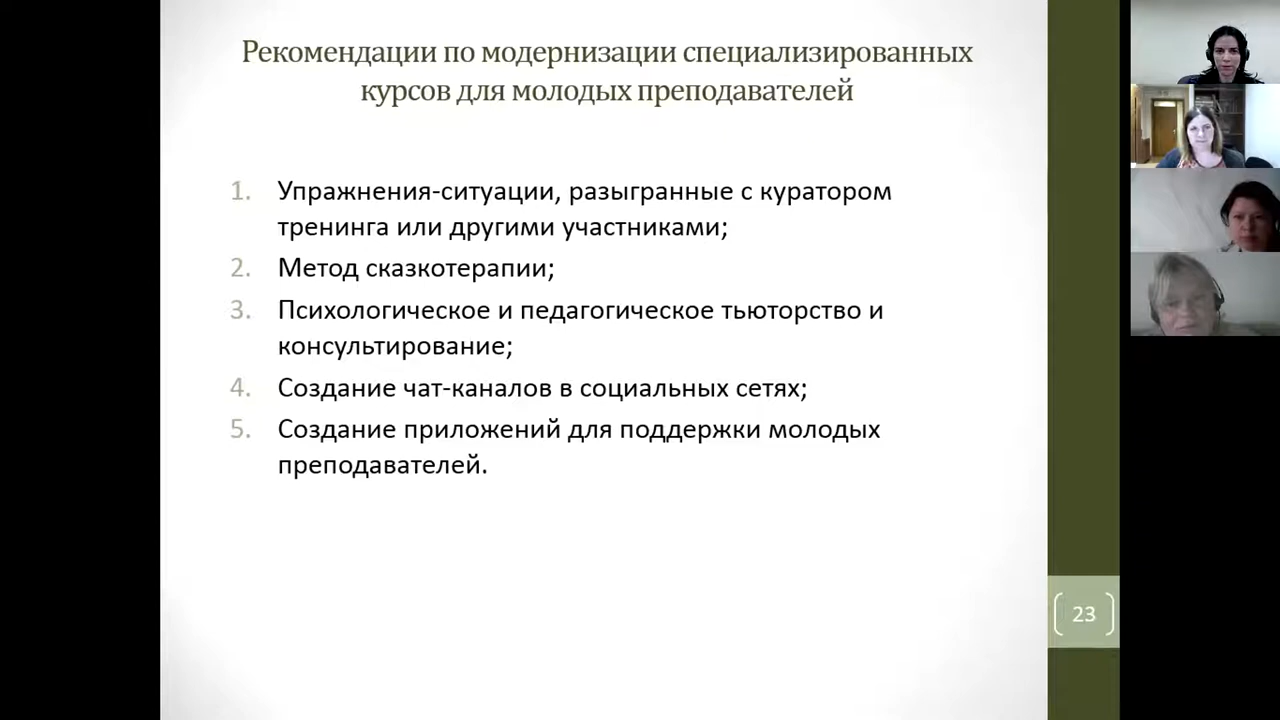 Рекомендации по модернизации специализированных
курсов для молодых преподавателей
1. Упражнения-ситуации, разыгранные с куратором
тренинга или другими участниками;
2. Метод сказкотерапии;
3. Психологическое и педагогическое тьюторство и
консультирование;
4. Создание чат-каналов в социальных сетях;
5. Создание приложений для поддержки молодых
преподавателей.
23